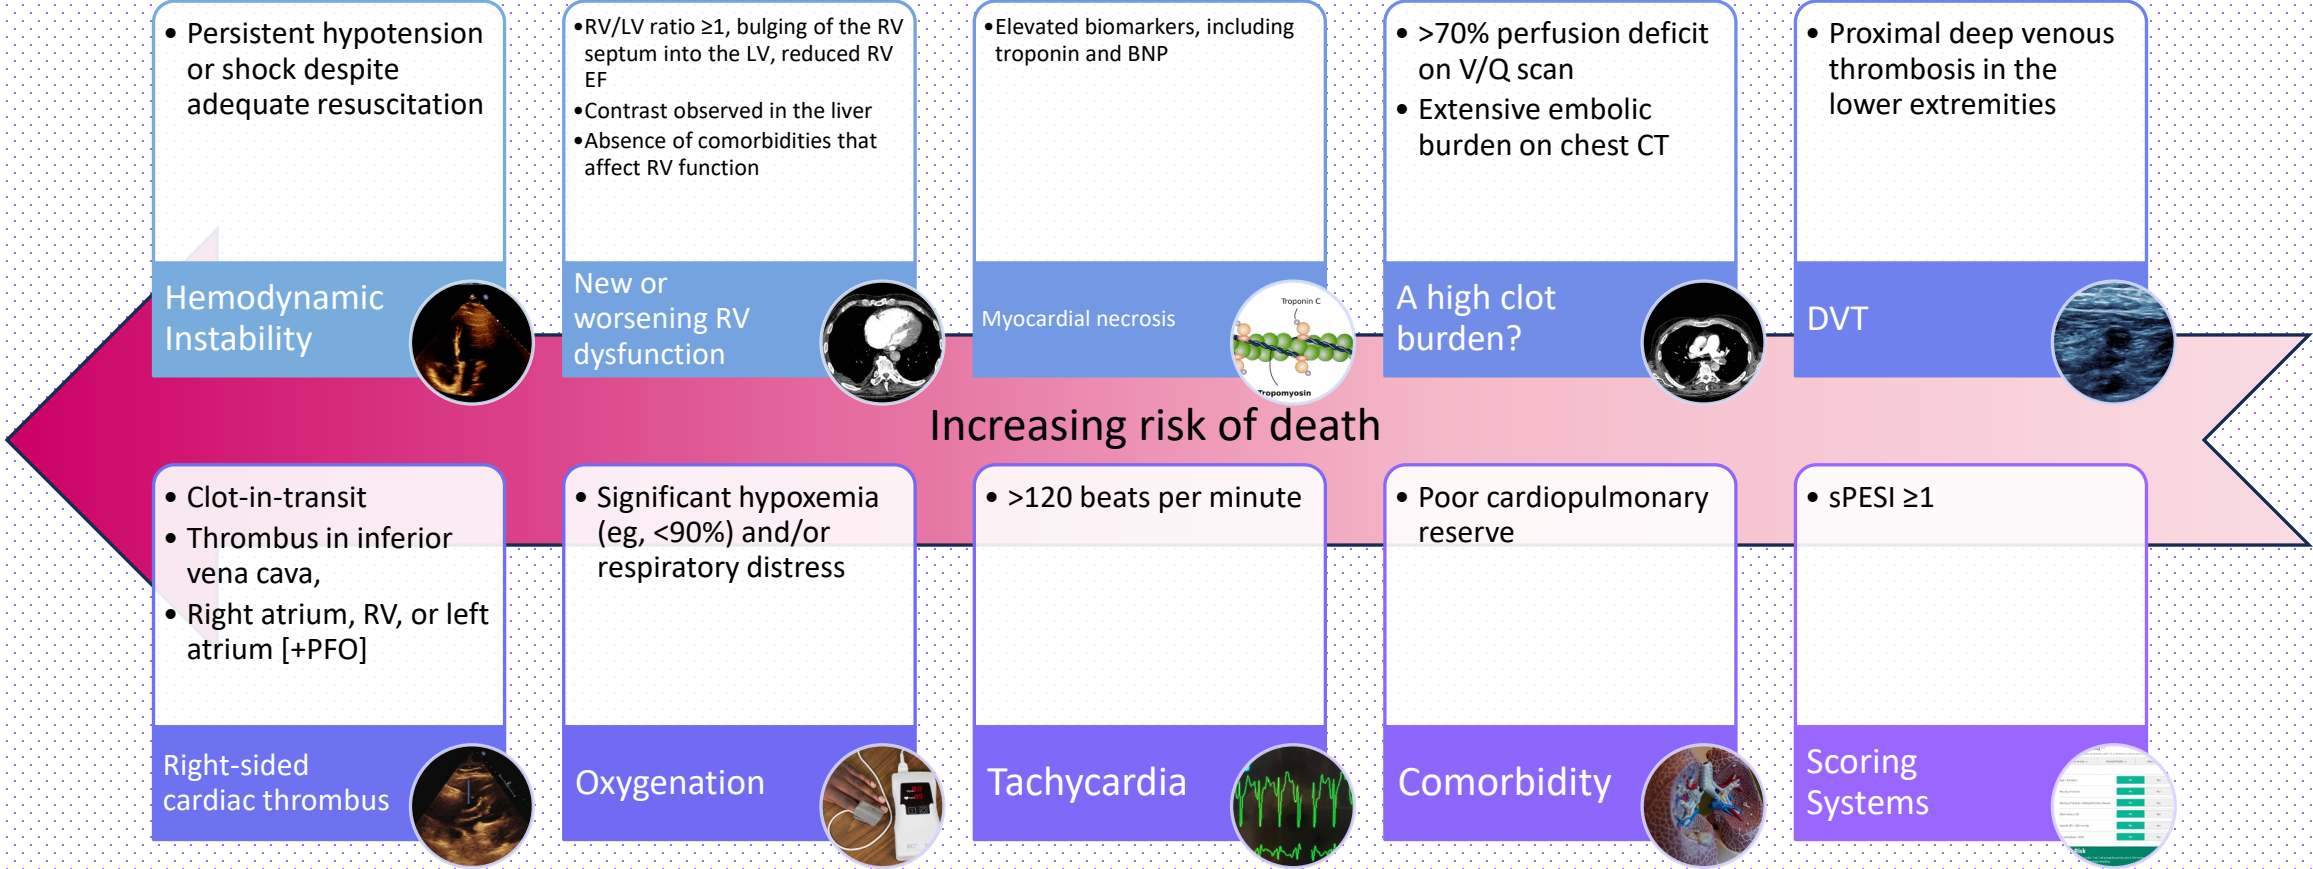 • Persistent hypotension
or shock despite
adequate resuscitation
Hemodynamic
Instability
•RV/LV ratio ≥1, bulging of the RV
septum into the LV, reduced RV
EF
•Contrast observed in the liver
•Absence of comorbidities that
affect RV function
New or
worsening RV
dysfunction
•Elevated biomarkers, including
troponin and BNP
Myocardial necrosis
Troponin C
Tropomyosin
• >70% perfusion deficit
on V/Q scan
• Extensive embolic
burden on chest CT
A high clot
burden?
• Proximal deep venous
thrombosis in the
lower extremities
DVT
Increasing risk of death
• Clot-in-transit
• Thrombus in inferior
vena cava,
• Right atrium, RV, or left
atrium [+PFO]
Right-sided
cardiac thrombus
• Significant hypoxemia
(eg, <90%) and/or
respiratory distress
Oxygenation
• >120 beats per minute
Tachycardia
• Poor cardiopulmonary
reserve
Comorbidity
• sPESI ≥1
Scoring
Systems
Risk